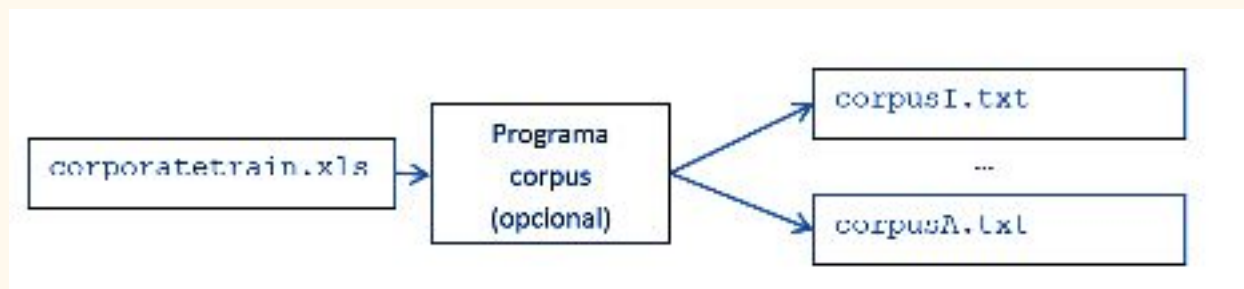 corporatetrain.xls
Programa
corpus
(opcional)
corpusI.txt
...
corpusA.txt